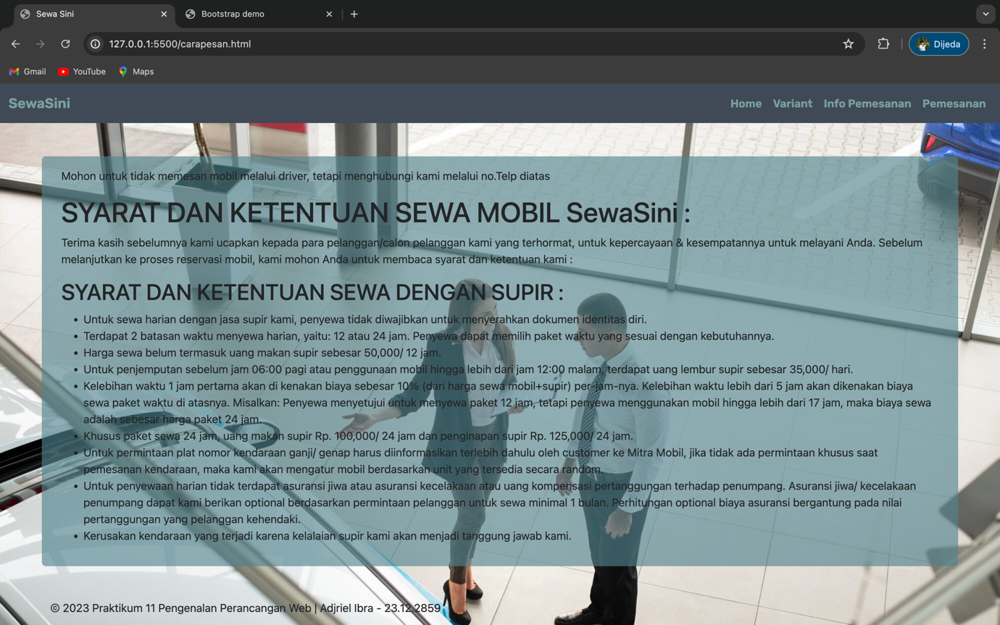 Sewa Sini
Bootstrap demo
127.0.0.1:5500/carapesan.html
Dijeda
Gmail
YouTube
Maps
SewaSini
Home
Variant
Info Pemesanan
Pemesanan
Mohon untuk tidak memesan mobil melalui driver, tetapi menghubungi kami melalui no.Telp diatas
SYARAT DAN KETENTUAN SEWA MOBIL SewaSini :
Terima kasih sebelumnya kami ucapkan kepada para pelanggan/calon pelanggan kami yang terhormat, untuk kepercayaan & kesempatannya untuk melayani Anda. Sebelum
melanjutkan ke proses reservasi mobil, kami mohon Anda untuk membaca syarat dan ketentuan kami :
SYARAT DAN KETENTUAN SEWA DENGAN SUPIR :
• Untuk sewa harian dengan jasa supir kami, penyewa tidak diwajibkan untuk menyerahkan dokumen identitas diri.
• Terdapat 2 batasan waktu menyewa harian, yaitu: 12 atau 24 jam. Penyewa dapat memilih paket waktu yang sesuai dengan kebutuhannya.
• Harga sewa belum termasuk uang makan supir sebesar 50,000/ 12 jam.
• Untuk penjemputan sebelum jam 06:00 pagi atau penggunaan mobil hingga lebih dari jam 12:00 malam, terdapat uang lembur supir sebesar 35,000/ hari.
• Kelebihan waktu 1 jam pertama akan di kenakan biaya sebesar 10% (dari harga sewa mobil+supir) per-jam-nya. Kelebihan waktu lebih dari 5 jam akan dikenakan biaya
sewa paket waktu di atasnya. Misalkan: Penyewa menyetujui untuk menyewa paket 12 jam, tetapi penyewa menggunakan mobil hingga lebih dari 17 jam, maka biaya sewa
adalah sebesar harga paket 24 jam.
• Khusus paket sewa 24 jam, uang makan supir Rp. 100,000/ 24 jam dan penginapan supir Rp. 125,000/ 24 jam.
• Untuk permintaan plat nomor kendaraan ganji/ genap harus diinformasikan terlebih dahulu oleh customer ke Mitra Mobil, jika tidak ada permintaan khusus saat
pemesanan kendaraan, maka kami akan mengatur mobil berdasarkan unit yang tersedia secara random.
• Untuk penyewaan harian tidak terdapat asuransi jiwa atau asuransi kecelakaan atau uang kompensasi pertanggungan terhadap penumpang. Asuransi jiwa/ kecelakaan
penumpang dapat kami berikan optional berdasarkan permintaan pelanggan untuk sewa minimal 1 bulan. Perhitungan optional biaya asuransi bergantung pada nilai
pertanggungan yang pelanggan kehendaki.
• Kerusakan kendaraan yang terjadi karena kelalaian supir kami akan menjadi tanggung jawab kami.
© 2023 Praktikum 11 Pengenalan Perancangan Web | Adjriel Ibra - 23.12.2859